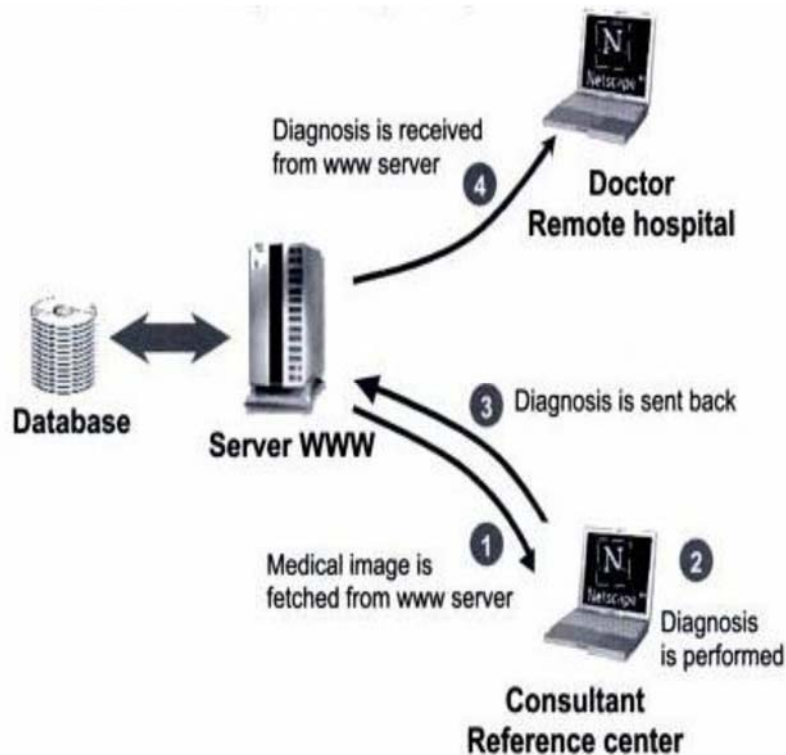 N
Netscape
Diagnosis is received
from www server
4
Doctor
Remote hospital
Database
Server WWW
3
Diagnosis is sent back
1
Medical image is
fetched from www server
N
Netscape
2
Diagnosis
is performed
Consultant
Reference center